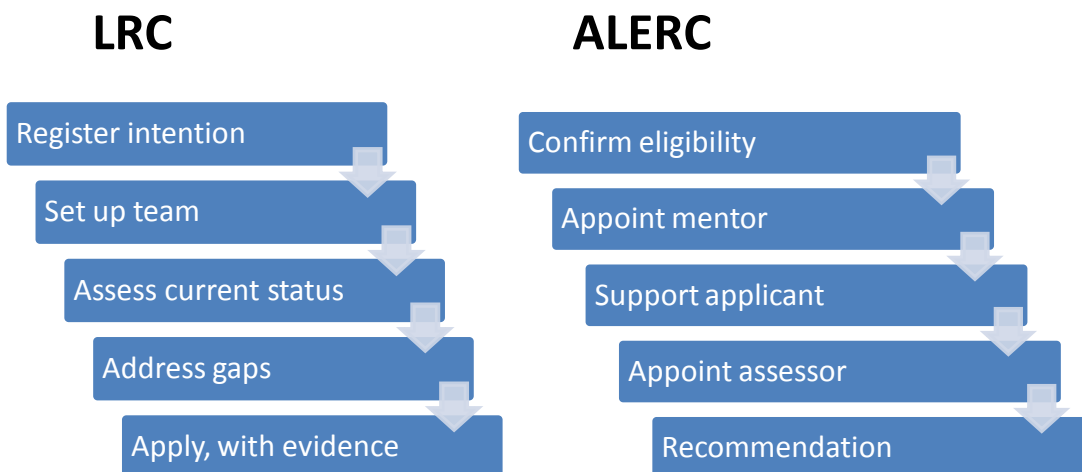 LRC
Register intention
Set up team
Assess current status
Address gaps
Apply, with evidence
ALERC
Confirm eligibility
Appoint mentor
Support applicant
Appoint assessor
Recommendation